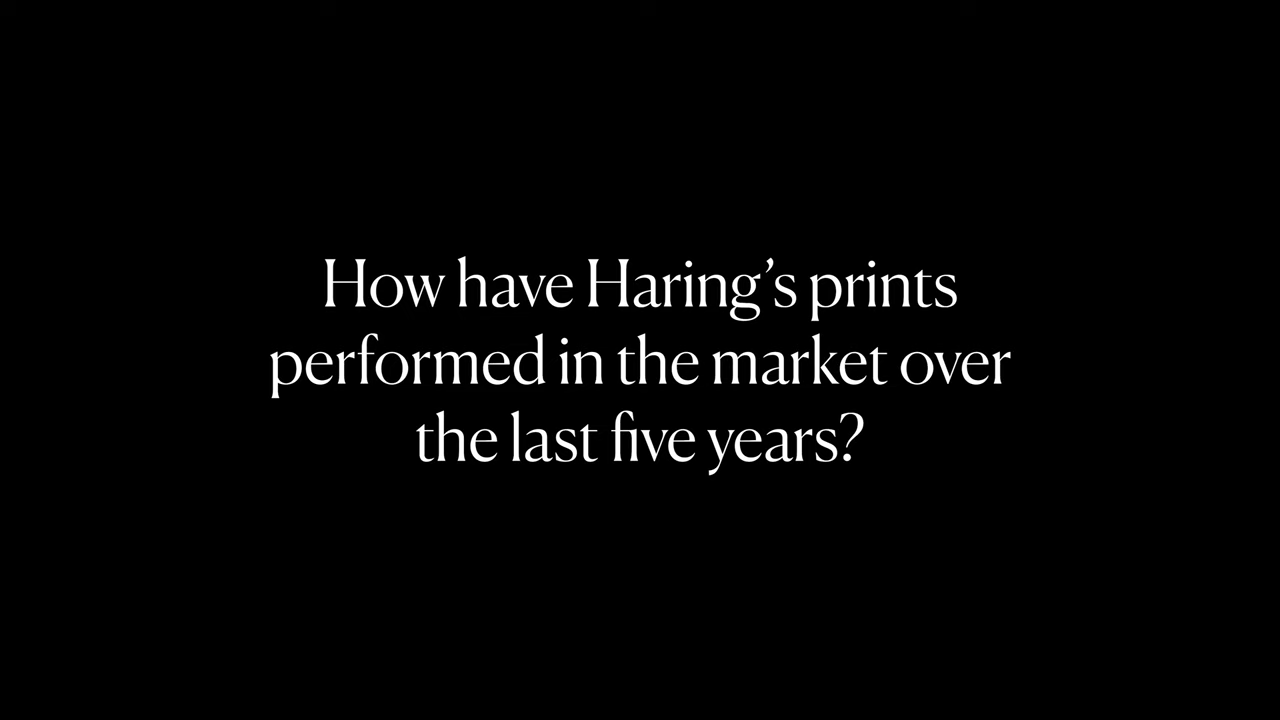 How have Haring’s prints
performed in the market over
the last five years?